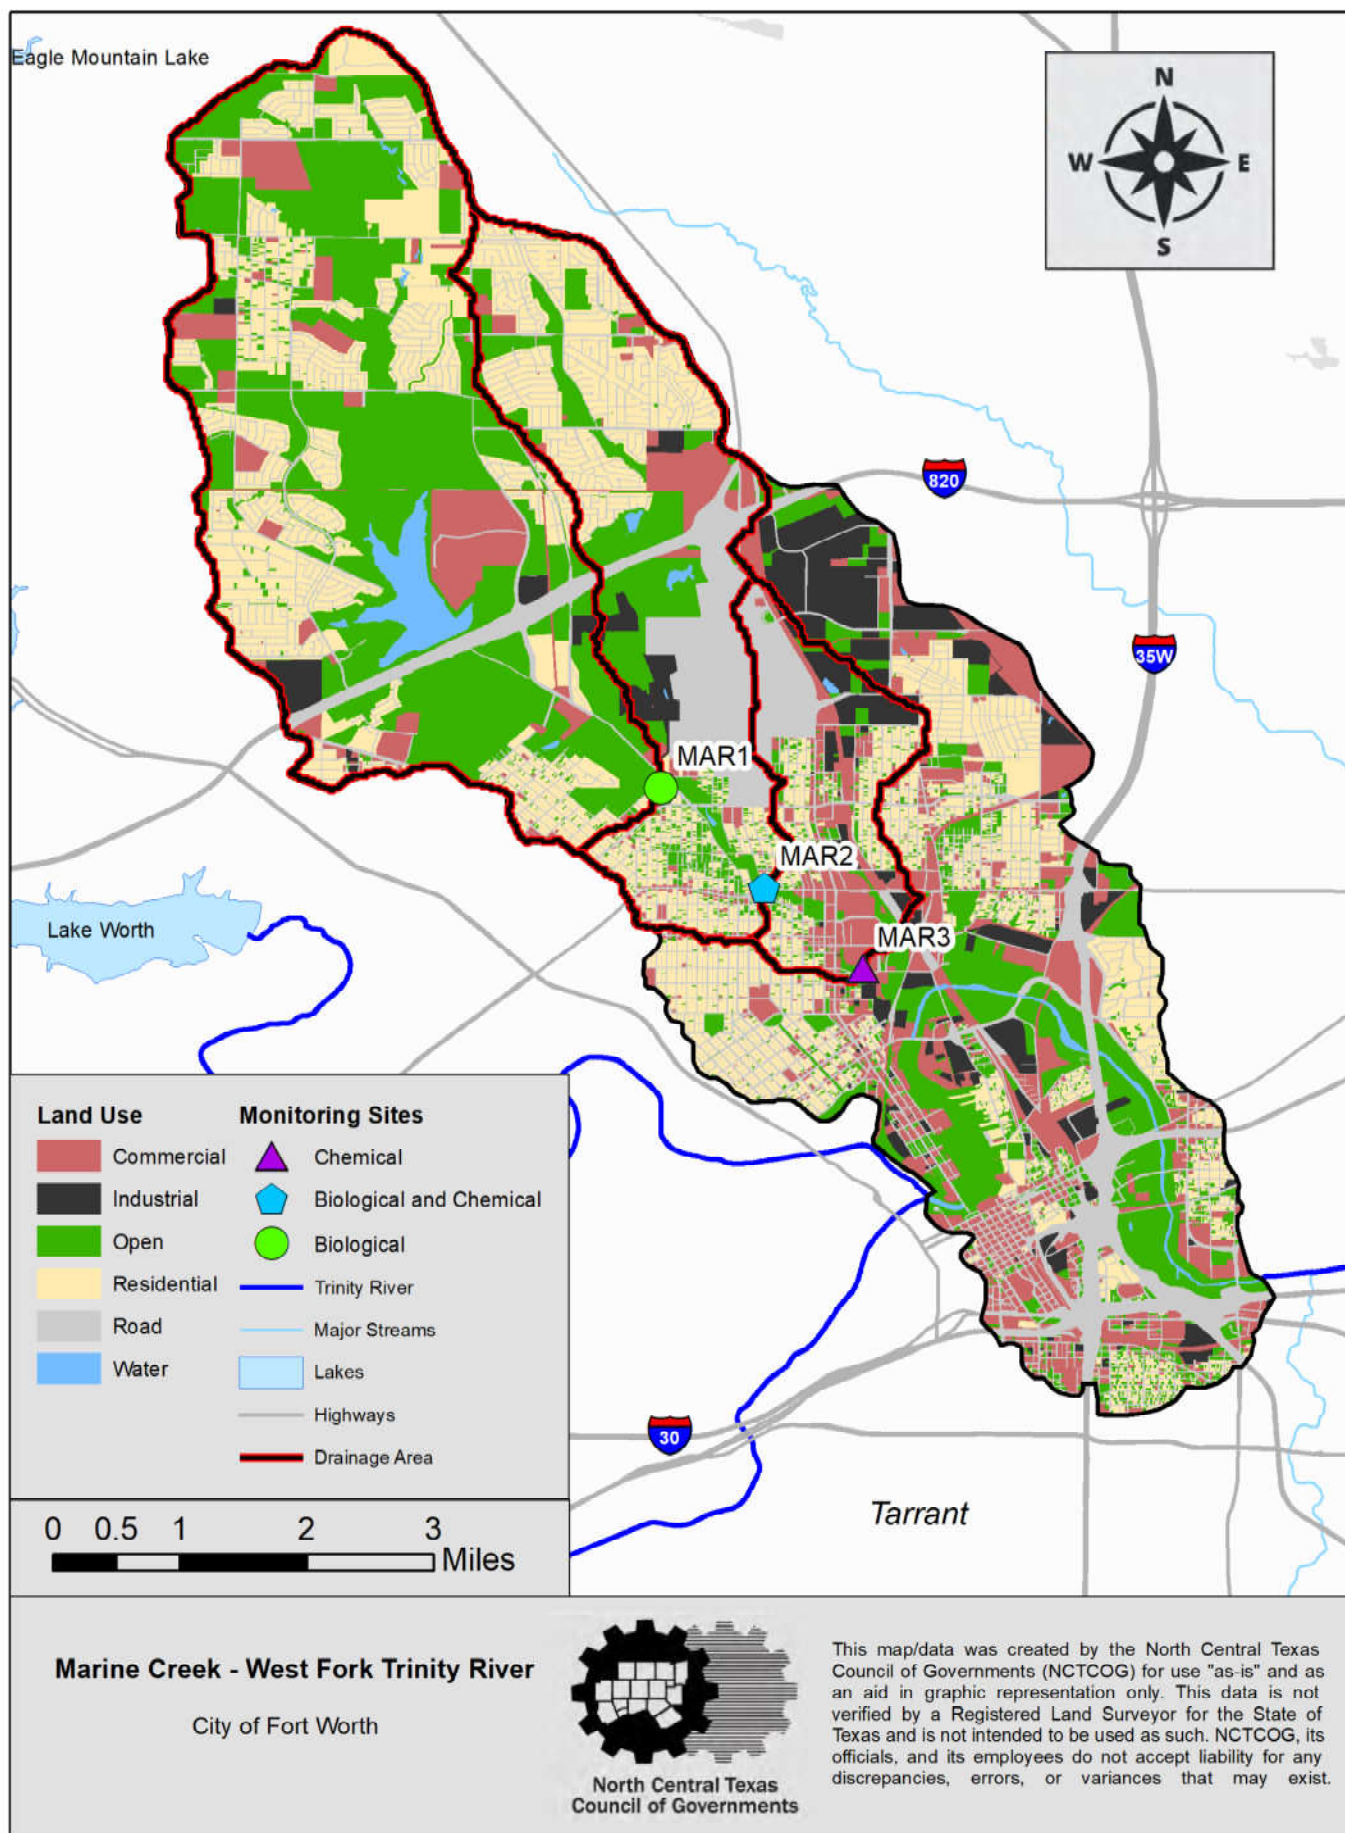 Eagle Mountain Lake
N
W E
S
820
35W
MAR1
MAR2
MAR3
Lake Worth
Land Use
Commercial
Industrial
Open
Residential
Road
Water
Monitoring Sites
Chemical
Biological and Chemical
Biological
Trinity River
Major Streams
Lakes
Highways
Drainage Area
30
Tarrant
0 0.5 1 2 3
Miles
Marine Creek - West Fork Trinity River
City of Fort Worth
North Central Texas
Council of Governments
This map/data was created by the North Central Texas
Council of Governments (NCTCOG) for use "as-is" and as
an aid in graphic representation only. This data is not
verified by a Registered Land Surveyor for the State of
Texas and is not intended to be used as such. NCTCOG, its
officials, and its employees do not accept liability for any
discrepancies, errors, or variances that may exist.